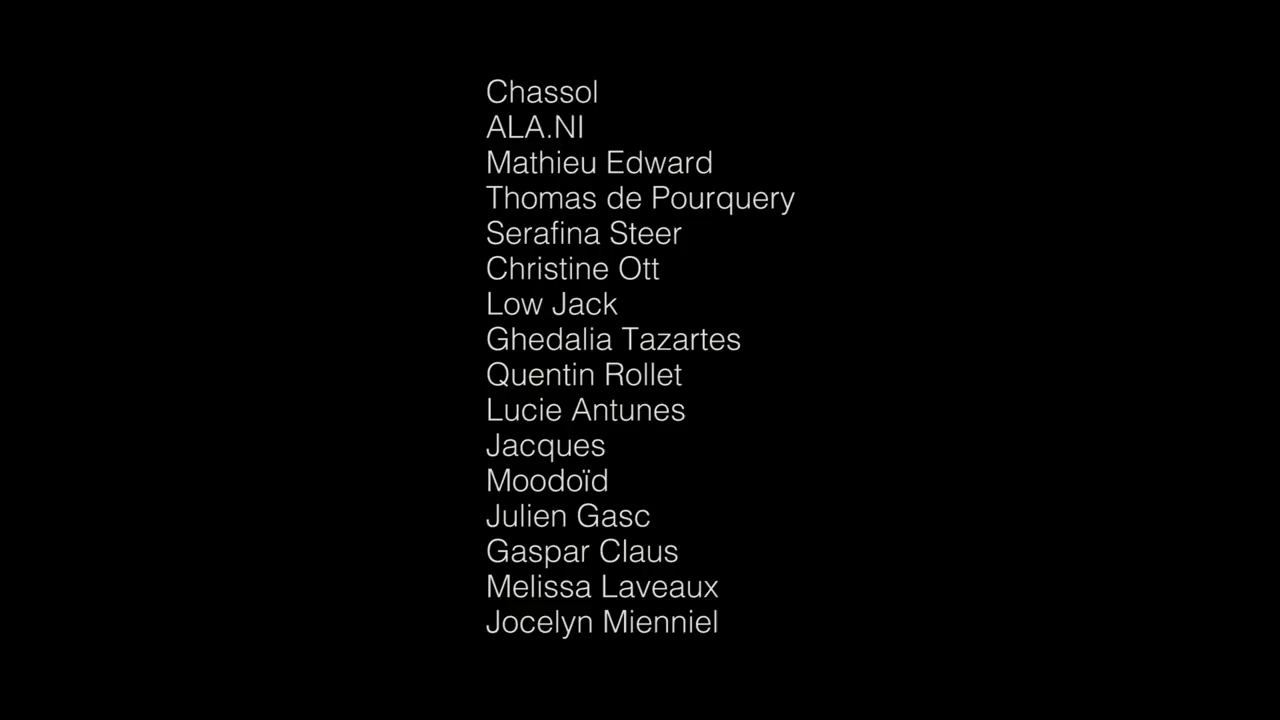 Chassol
ALA.NI
Mathieu Edward
Thomas de Pourquery
Serafina Steer
Christine Ott
Low Jack
Ghedalia Tazartes
Quentin Rollet
Lucie Antunes
Jacques
Moodoïd
Julien Gasc
Gaspar Claus
Melissa Laveaux
Jocelyn Mienniel